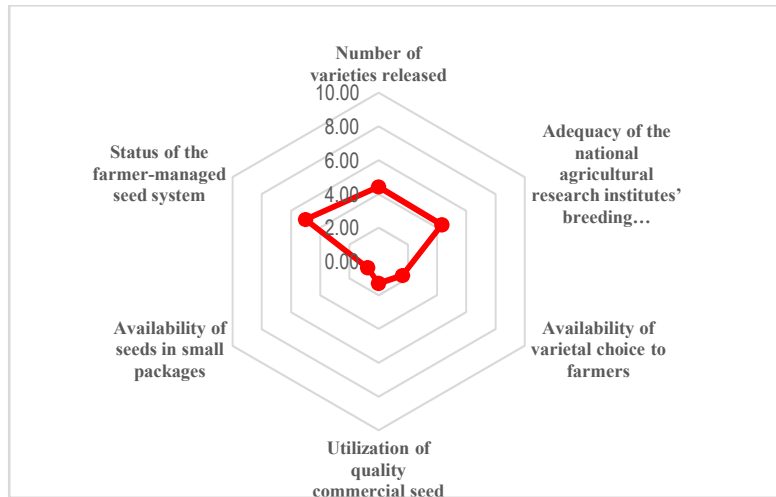 Number of
varieties released
10.00
8.00
6.00
4.00
2.00
0.00
Adequacy of the
national
agricultural
research institutes’
breeding…
Availability of
varietal choice to
farmers
Utilization of
quality
commercial seed
Availability of
seeds in small
packages
Status of the
farmer-managed
seed system